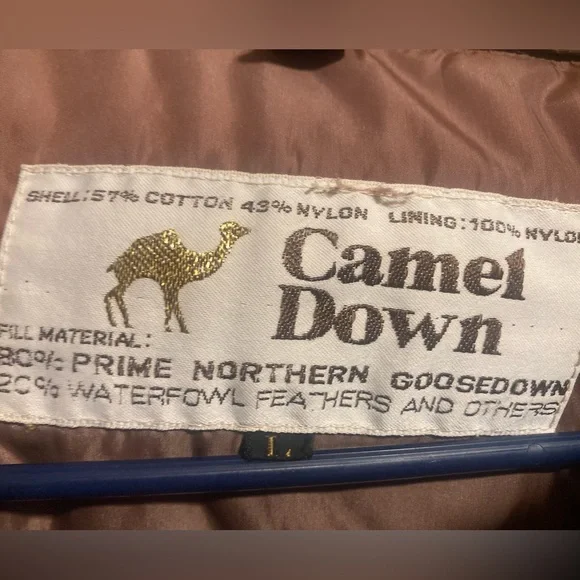 SHELL: 57% COTTON 43% NYLON LINING: 100% NYLON
Camel
Down
FILL MATERIAL:
80% PRIME NORTHERN GOOSEDOWN
20% WATERFOWL FEATHERS AND OTHERS
L